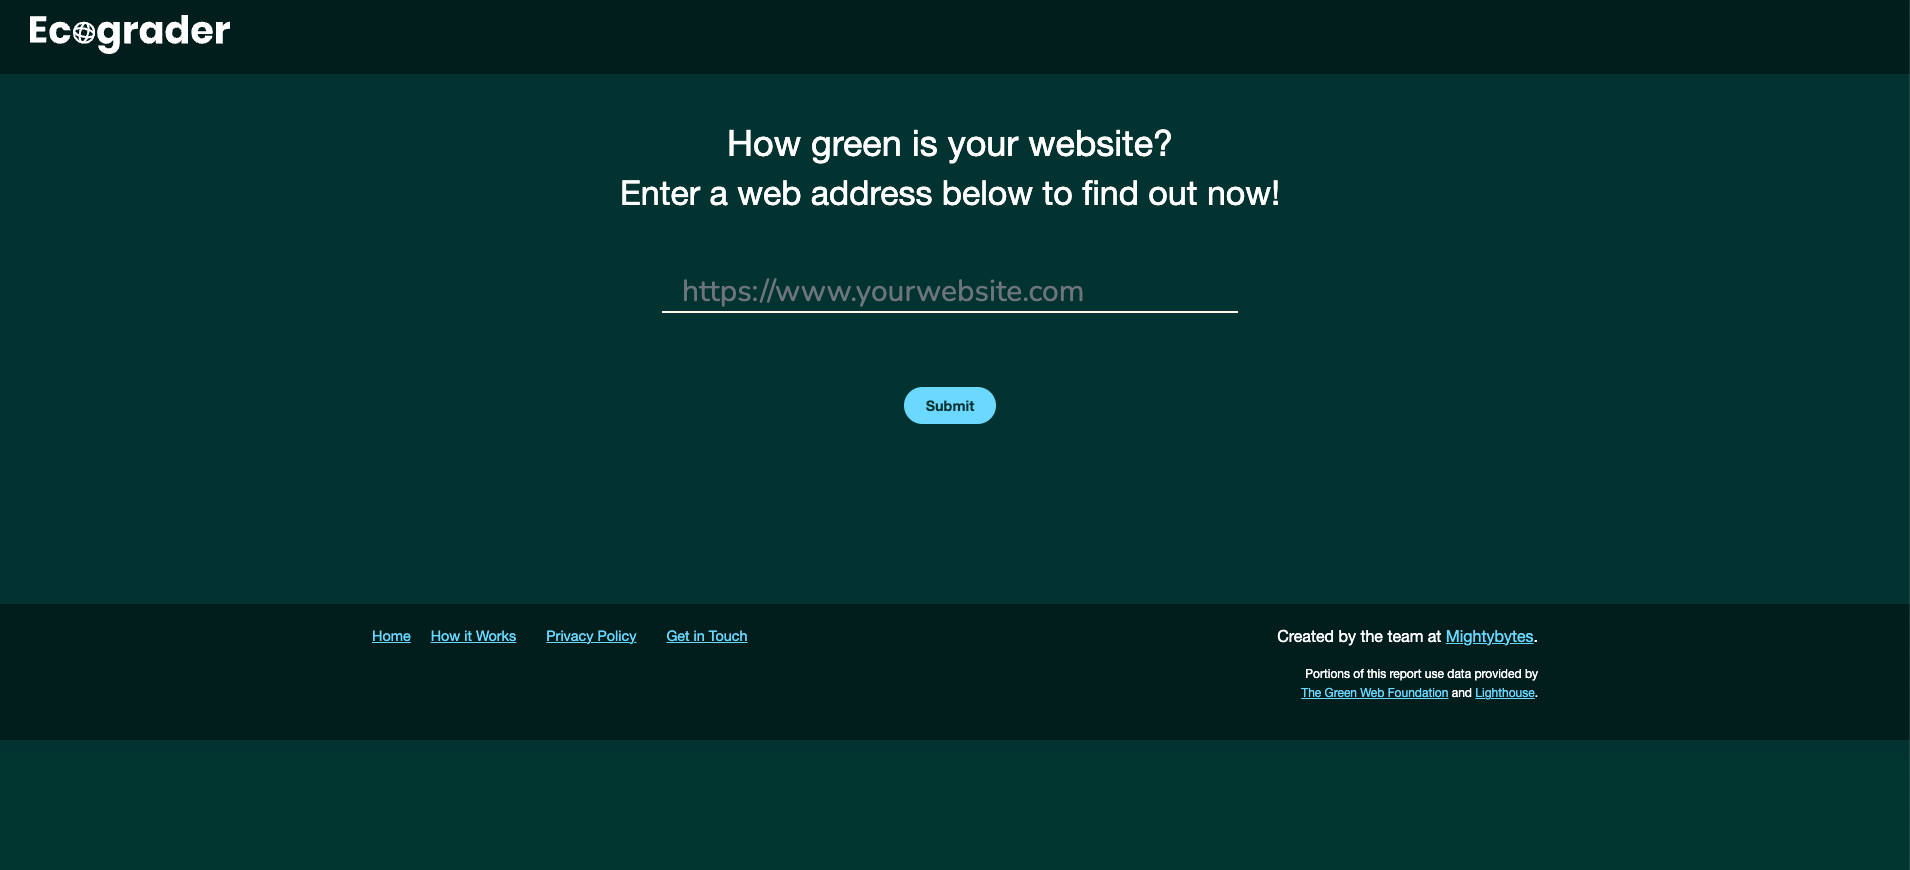 Ecograder
How green is your website?
Enter a web address below to find out now!
https://www.yourwebsite.com
Submit
Home How it Works Privacy Policy Get in Touch
Created by the team at Mightybytes.
Portions of this report use data provided by
The Green Web Foundation and Lighthouse.